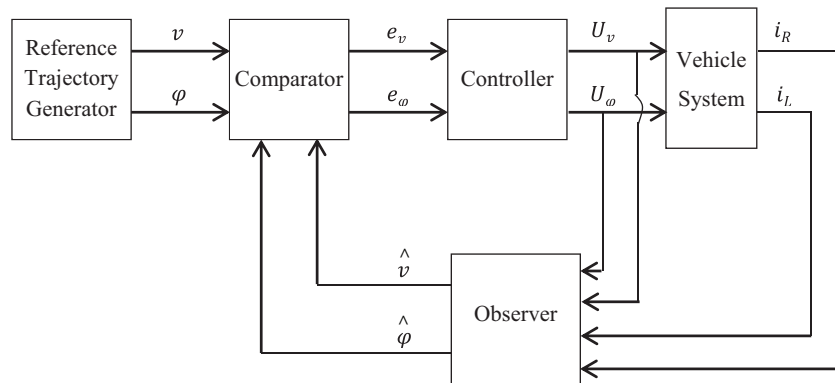 Reference
Trajectory
Generator
v
φ
Comparator
e_v
e_ω
Controller
U_v
U_ω
Vehicle
System
i_R
i_L
v̂
φ̂
Observer